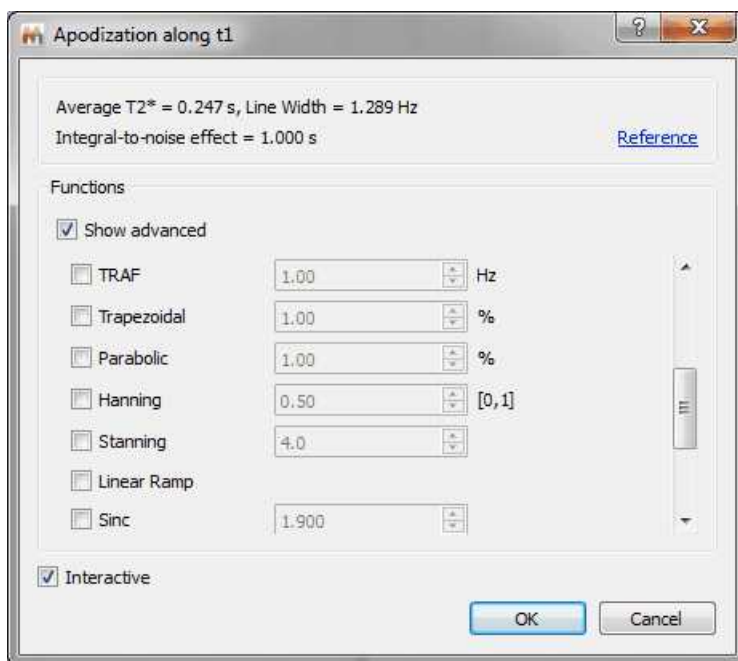 Apodization along t1
Average T2* = 0.247 s, Line Width = 1.289 Hz
Integral-to-noise effect = 1.000 s Reference
Functions
Show advanced
TRAF 1.00 Hz
Trapezoidal 1.00 %
Parabolic 1.00 %
Hanning 0.50 [0,1]
Stanning 4.0
Linear Ramp
Sinc 1.900
Interactive
OK Cancel